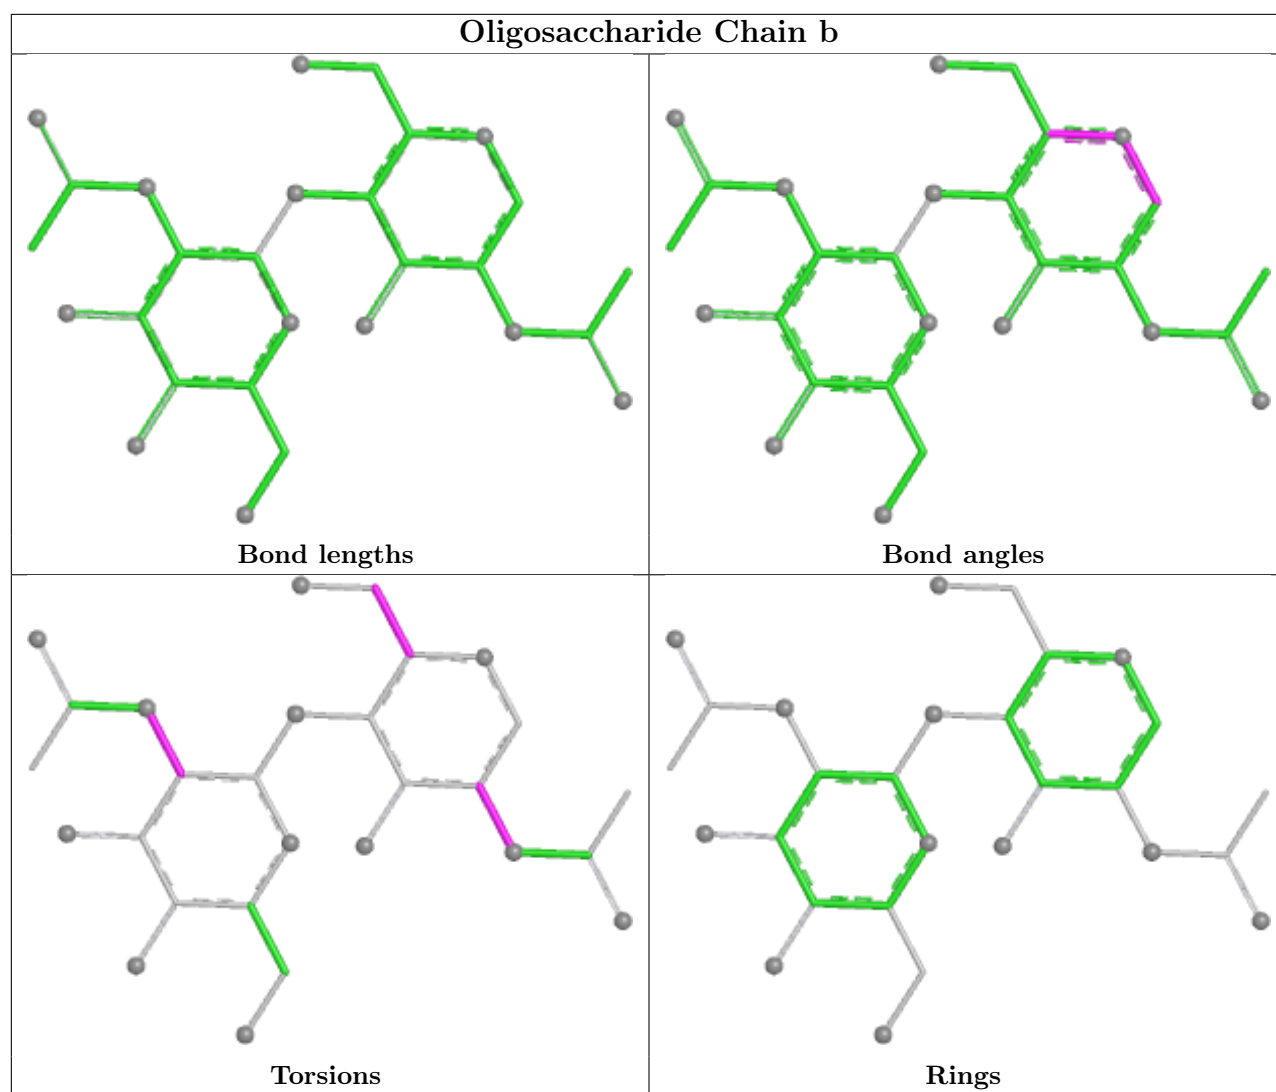 Oligosaccharide Chain b
Bond lengths
Bond angles
Torsions
Rings